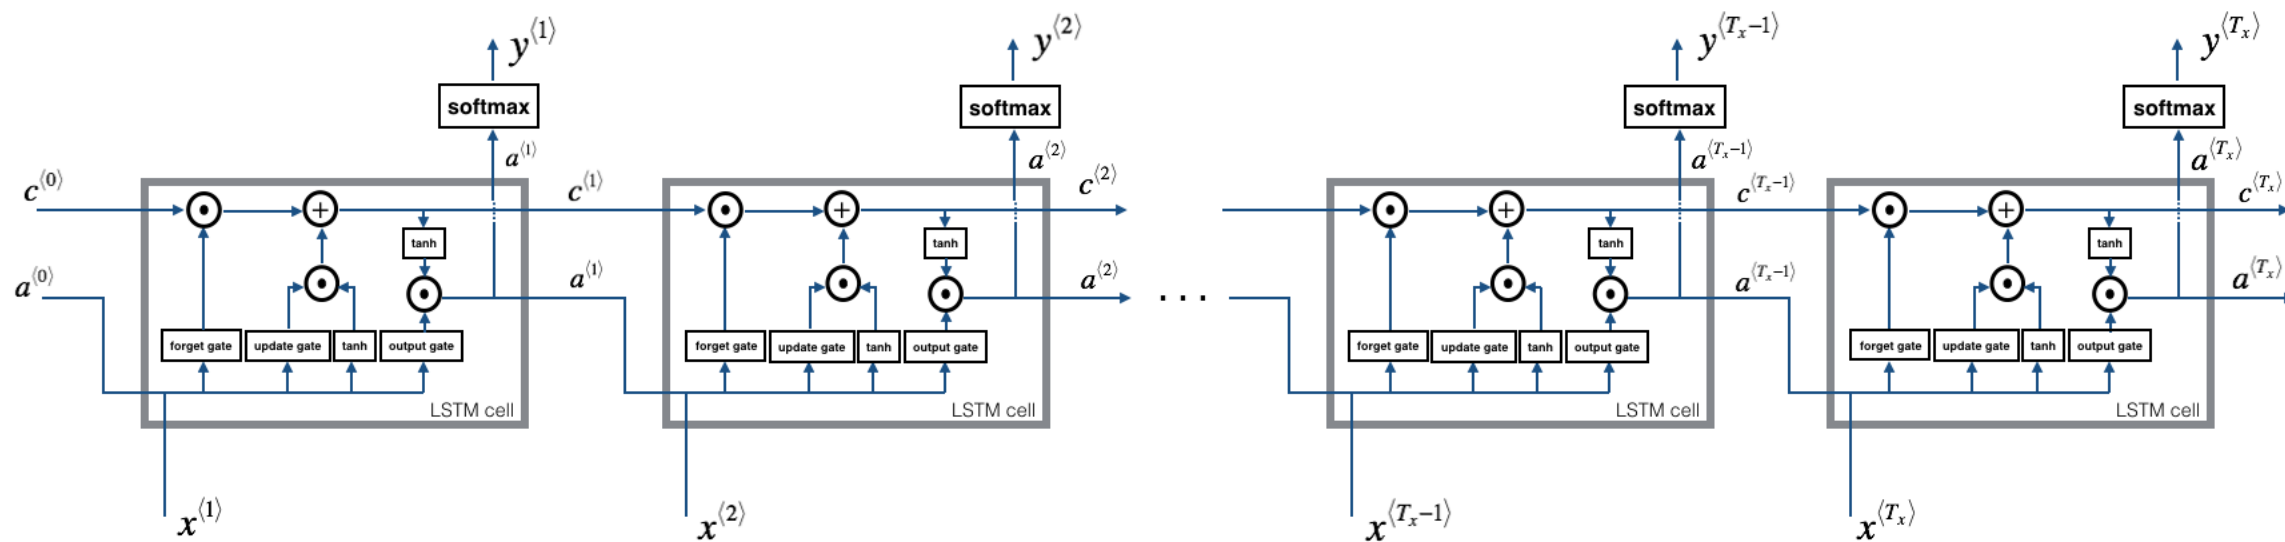 y⟨1⟩ y⟨2⟩ y⟨Tₓ−1⟩ y⟨Tₓ⟩
softmax softmax softmax softmax
a⟨1⟩ a⟨2⟩ a⟨Tₓ−1⟩ a⟨Tₓ⟩
c⟨0⟩ c⟨1⟩ c⟨2⟩ c⟨Tₓ−1⟩ c⟨Tₓ⟩
+ + + +
tanh tanh tanh tanh
a⟨0⟩ a⟨1⟩ a⟨2⟩ ... a⟨Tₓ−1⟩ a⟨Tₓ⟩
forget gate update gate tanh output gate forget gate update gate tanh output gate forget gate update gate tanh output gate forget gate update gate tanh output gate
LSTM cell LSTM cell LSTM cell LSTM cell
x⟨1⟩ x⟨2⟩ x⟨Tₓ−1⟩ x⟨Tₓ⟩